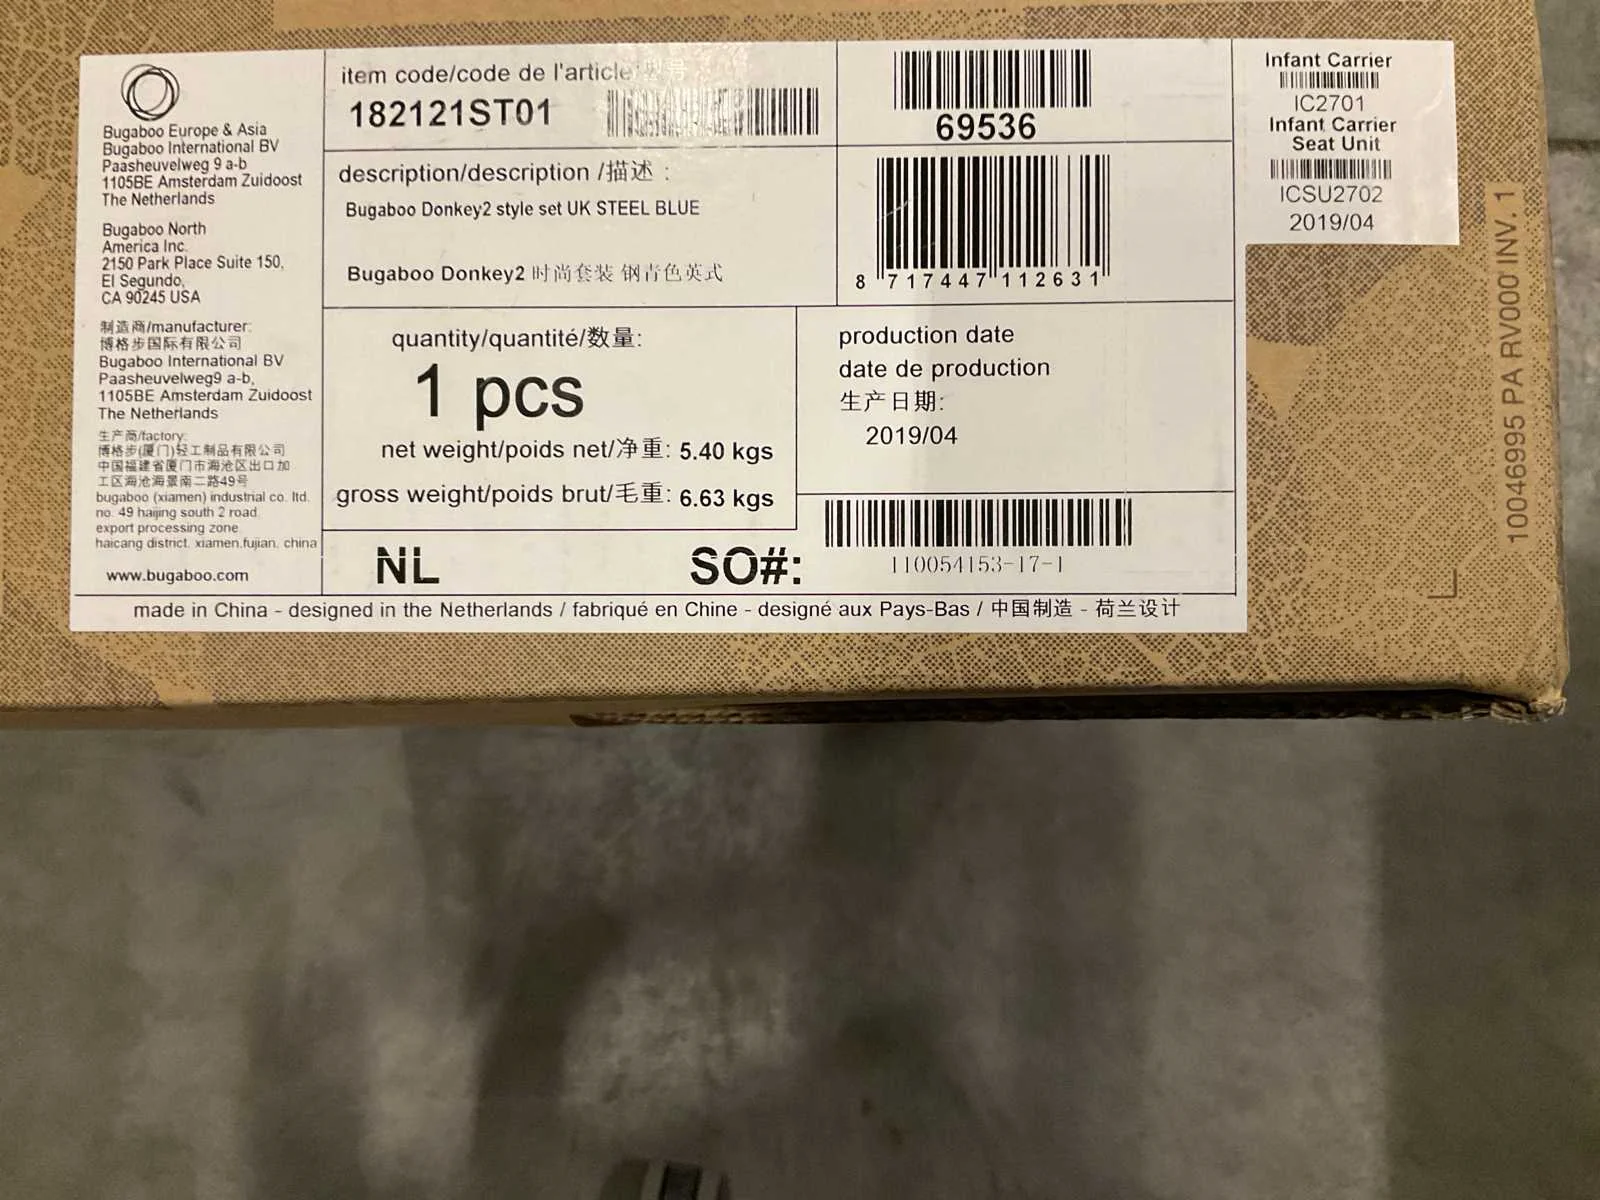 Bugaboo Europe & Asia
Bugaboo International BV
Paasheuvelweg 9 a-b
1105BE Amsterdam Zuidoost
The Netherlands
Bugaboo North
America Inc.
2150 Park Place Suite 150,
El Segundo,
CA 90245 USA
制造商/manufacturer:
博格步国际有限公司
Bugaboo International BV
Paasheuvelweg9 a-b,
1105BE Amsterdam Zuidoost
The Netherlands
生产商/factory:
博格步(厦门)轻工制品有限公司
中国福建省厦门市海沧区出口加
工区海沧海景南二路49号
bugaboo (xiamen) industrial co. ltd.
no. 49 haijing south 2 road
export processing zone
haicang district, xiamen,fujian, china
www.bugaboo.com
item code/code de l'article/型号
182121ST01
69536
description/description /描述 :
Bugaboo Donkey2 style set UK STEEL BLUE
Bugaboo Donkey2 时尚套装 钢青色英式
8 717447 112631
quantity/quantité/数量:
1 pcs
net weight/poids net/净重: 5.40 kgs
gross weight/poids brut/毛重: 6.63 kgs
production date
date de production
生产日期:
2019/04
NL SO#:
110054153-17-1
made in China - designed in the Netherlands / fabriqué en Chine - designé aux Pays-Bas / 中国制造 - 荷兰设计
Infant Carrier
IC2701
Infant Carrier
Seat Unit
ICSU2702
2019/04
10046995 PA RV000 INV. 1